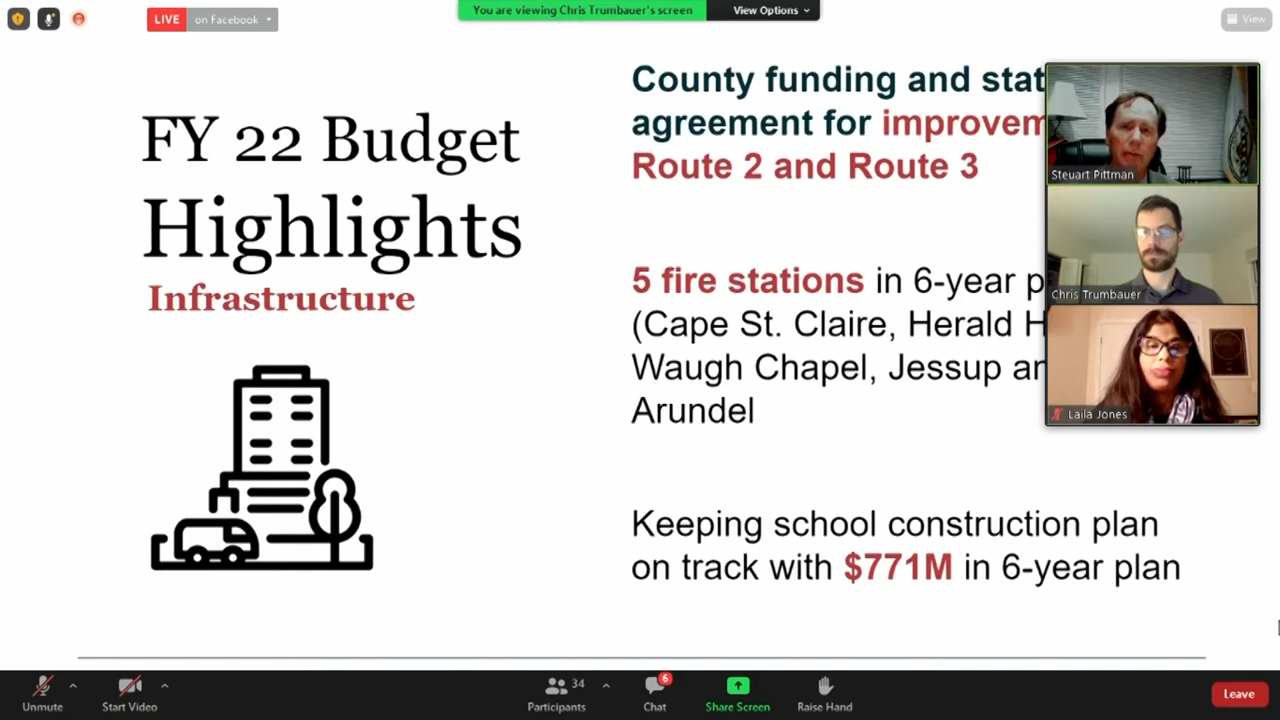 LIVE on Facebook
You are viewing Chris Trumbauer's screen View Options
View
FY 22 Budget
Highlights
Infrastructure
County funding and
agreement for
Route 2 and Route 3
5 fire stations in 6-year
(Cape St. Claire, Herald
Waugh Chapel, Jessup
Arundel
Keeping school construction plan
on track with $771M in 6-year plan
Steuart Pittman
Chris Trumbauer
Laila Jones
Unmute
Start Video
34
Participants
6
Chat
Share Screen
Raise Hand
Leave